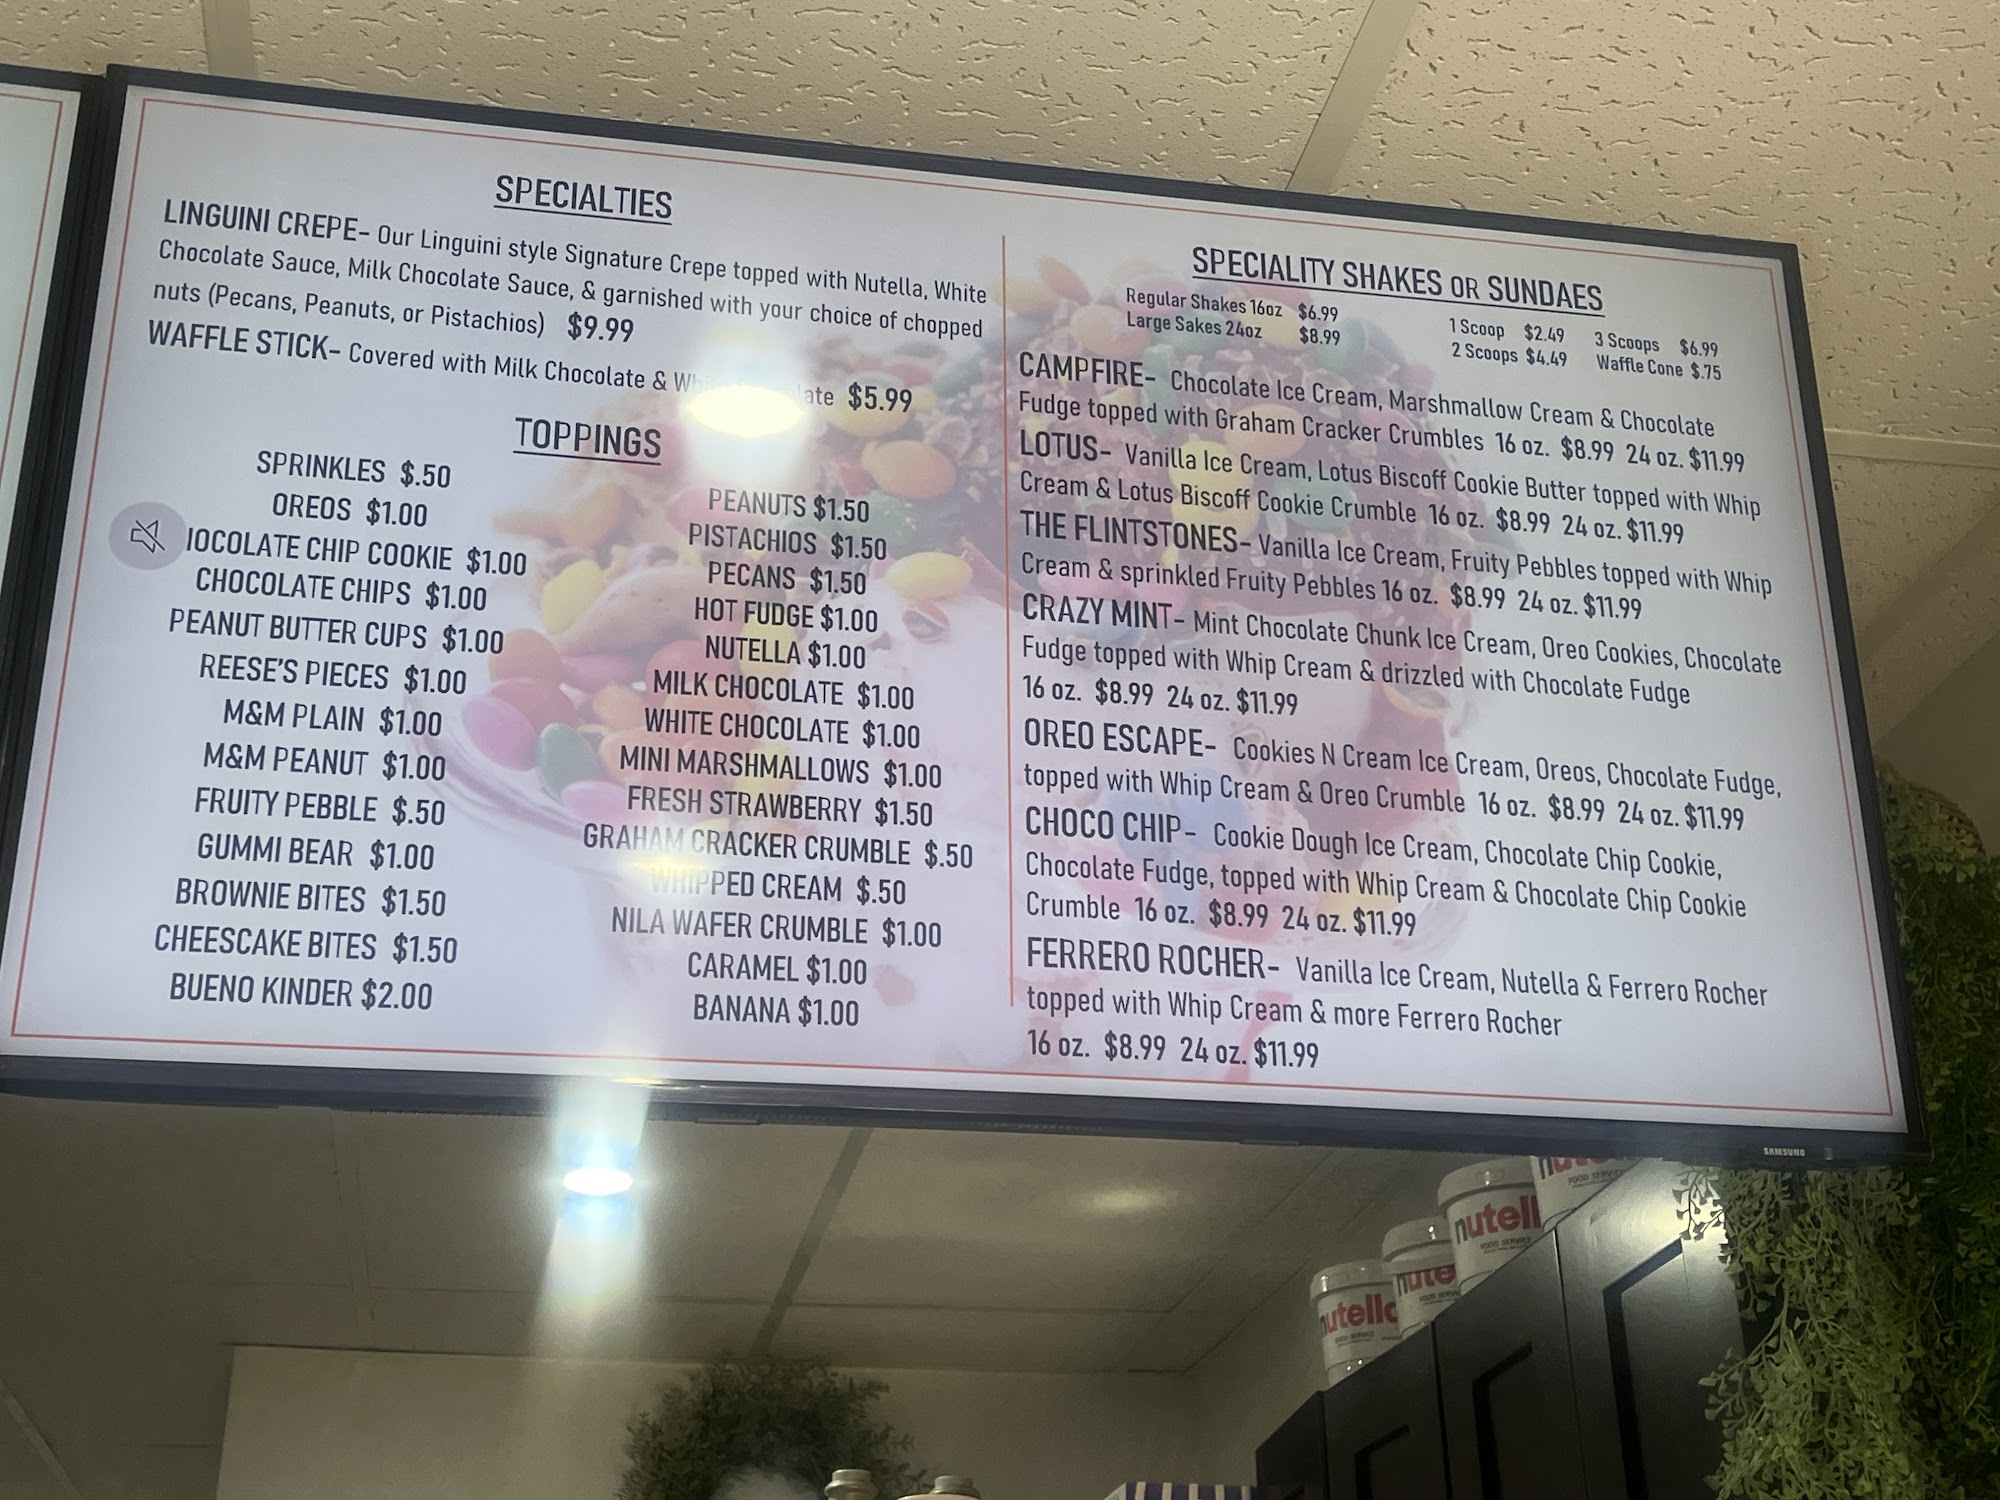 SPECIALTIES
LINGUINI CREPE- Our Linguini style Signature Crepe topped with Nutella, White
Chocolate Sauce, Milk Chocolate Sauce, & garnished with your choice of chopped
nuts (Pecans, Peanuts, or Pistachios) $9.99
WAFFLE STICK- Covered with Milk Chocolate & $5.99
TOPPINGS
SPRINKLES $.50
OREOS $1.00
HOCOLATE CHIP COOKIE $1.00
CHOCOLATE CHIPS $1.00
PEANUT BUTTER CUPS $1.00
REESE'S PIECES $1.00
M&M PLAIN $1.00
M&M PEANUT $1.00
FRUITY PEBBLE $.50
GUMMI BEAR $1.00
BROWNIE BITES $1.50
CHEESCAKE BITES $1.50
BUENO KINDER $2.00
PEANUTS $1.50
PISTACHIOS $1.50
PECANS $1.50
HOT FUDGE $1.00
NUTELLA $1.00
MILK CHOCOLATE $1.00
WHITE CHOCOLATE $1.00
MINI MARSHMALLOWS $1.00
FRESH STRAWBERRY $1.50
GRAHAM CRACKER CRUMBLE $.50
WHIPPED CREAM $.50
NILA WAFER CRUMBLE $1.00
CARAMEL $1.00
BANANA $1.00
SPECIALITY SHAKES OR SUNDAES
Regular Shakes 16oz $6.99
Large Sakes 24oz $8.99
1 Scoop $2.49
2 Scoops $4.49
3 Scoops $6.99
Waffle Cone $.75
CAMPFIRE- Chocolate Ice Cream, Marshmallow Cream & Chocolate
Fudge topped with Graham Cracker Crumbles 16 oz. $8.99 24 oz. $11.99
LOTUS- Vanilla Ice Cream, Lotus Biscoff Cookie Butter topped with Whip
Cream & Lotus Biscoff Cookie Crumble 16 oz. $8.99 24 oz. $11.99
THE FLINTSTONES- Vanilla Ice Cream, Fruity Pebbles topped with Whip
Cream & sprinkled Fruity Pebbles 16 oz. $8.99 24 oz. $11.99
CRAZY MINT- Mint Chocolate Chunk Ice Cream, Oreo Cookies, Chocolate
Fudge topped with Whip Cream & drizzled with Chocolate Fudge
16 oz. $8.99 24 oz. $11.99
OREO ESCAPE- Cookies N Cream Ice Cream, Oreos, Chocolate Fudge,
topped with Whip Cream & Oreo Crumble 16 oz. $8.99 24 oz. $11.99
CHOCO CHIP- Cookie Dough Ice Cream, Chocolate Chip Cookie,
Chocolate Fudge, topped with Whip Cream & Chocolate Chip Cookie
Crumble 16 oz. $8.99 24 oz. $11.99
FERRERO ROCHER- Vanilla Ice Cream, Nutella & Ferrero Rocher
topped with Whip Cream & more Ferrero Rocher
16 oz. $8.99 24 oz. $11.99
SAMSUNG
nutell
FOOD SERVICE
nute
nutella